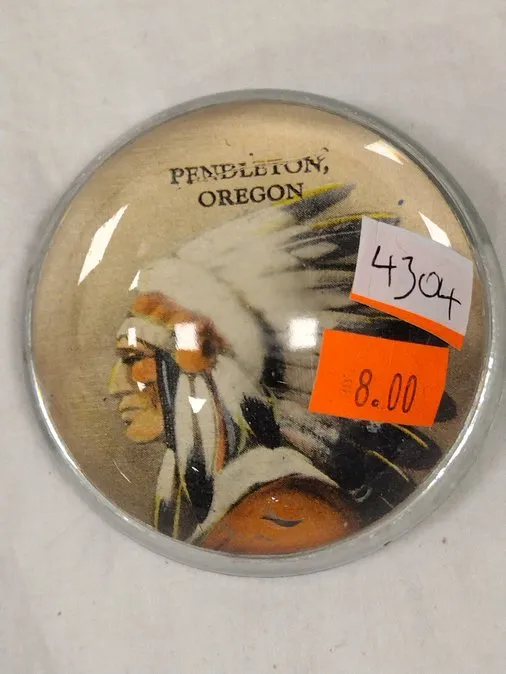 PENDLETON,
OREGON
4304
8.00